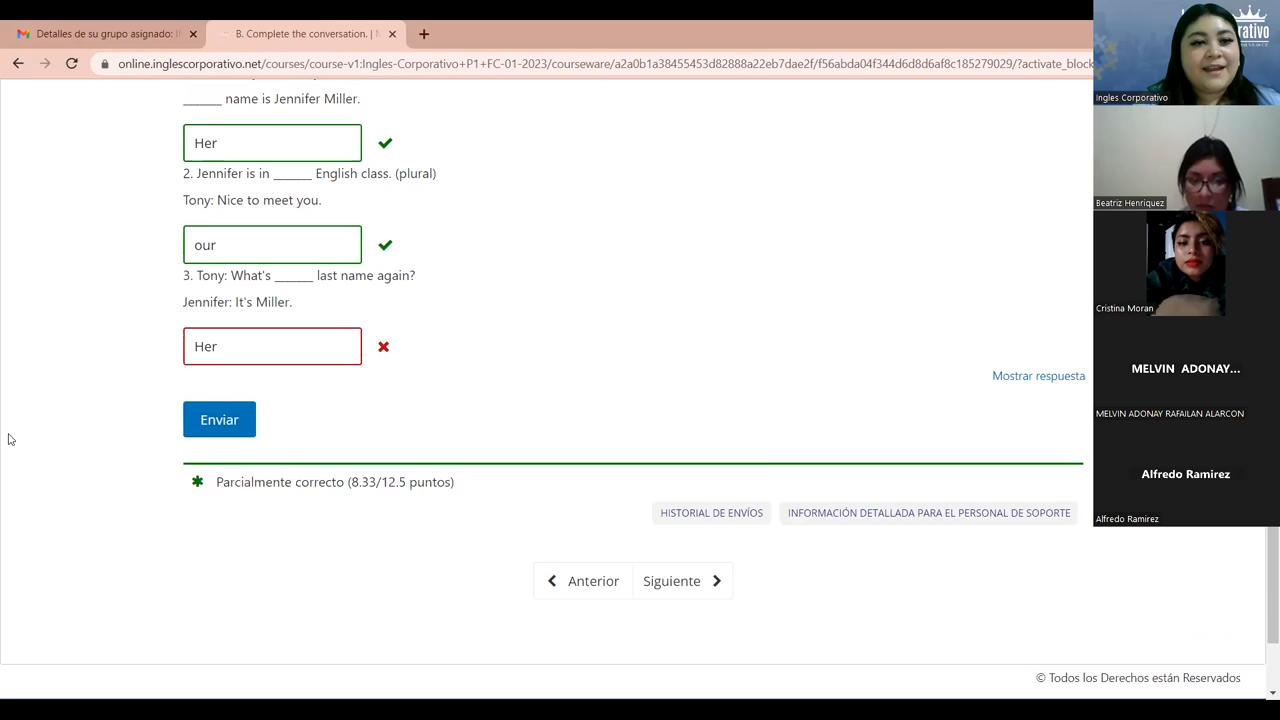 Detalles de su grupo asignado: I
B. Complete the conversation. |
online.inglescorporativo.net/courses/course-v1:Ingles-Corporativo+P1+FC-01-2023/courseware/a2a0b1a38455453d82888a22eb7dae2f/f56abda04f344d6d8d6af8c185279029/?activate_block
______ name is Jennifer Miller.
Her
2. Jennifer is in ______ English class. (plural)
Tony: Nice to meet you.
our
3. Tony: What's ______ last name again?
Jennifer: It's Miller.
Her
Mostrar respuesta
Enviar
Parcialmente correcto (8.33/12.5 puntos)
HISTORIAL DE ENVÍOS
INFORMACIÓN DETALLADA PARA EL PERSONAL DE SOPORTE
Anterior
Siguiente
© Todos los Derechos están Reservados
Ingles Corporativo
Beatriz Henriquez
Cristina Moran
MELVIN ADONAY...
MELVIN ADONAY RAFAILAN ALARCON
Alfredo Ramirez
Alfredo Ramirez